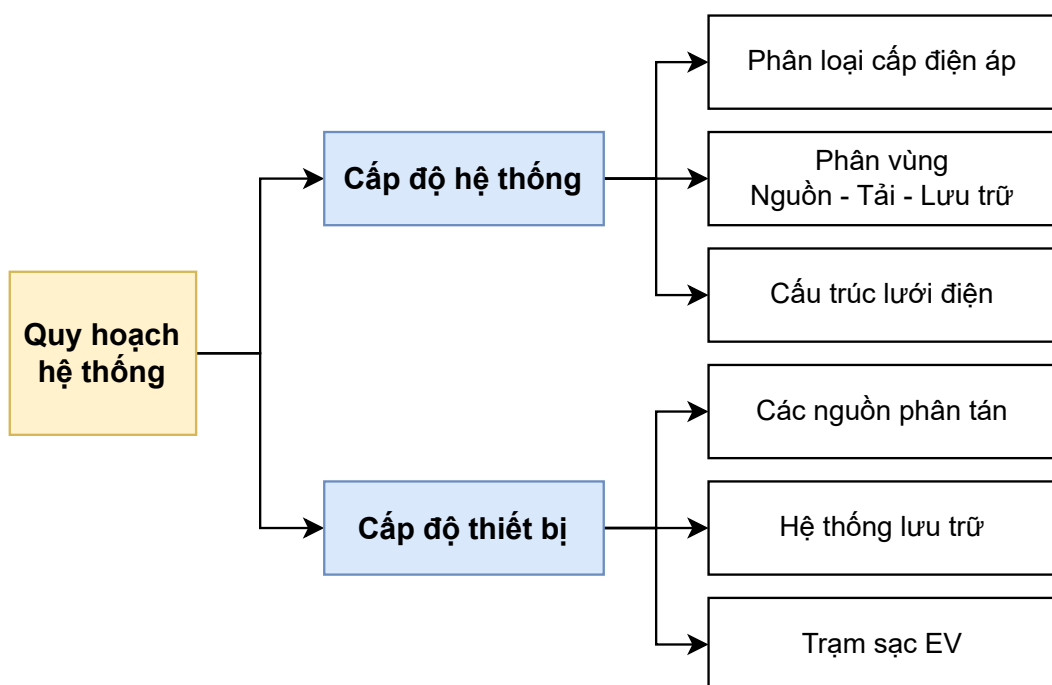 Phân loại cấp điện áp
Phân vùng
Nguồn - Tải - Lưu trữ
Cấp độ hệ thống
Cấu trúc lưới điện
Quy hoạch
hệ thống
Các nguồn phân tán
Cấp độ thiết bị
Hệ thống lưu trữ
Trạm sạc EV